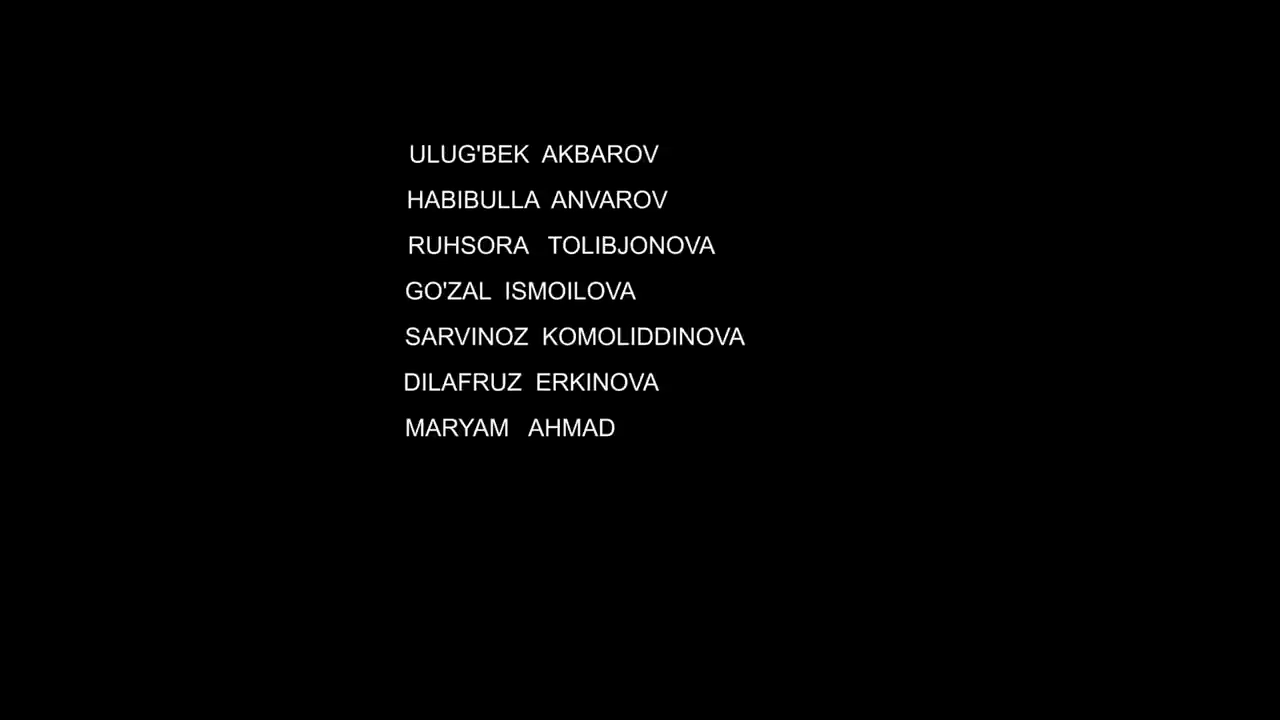 ULUG'BEK AKBAROV
HABIBULLA ANVAROV
RUHSORA TOLIBJONOVA
GO'ZAL ISMOILOVA
SARVINOZ KOMOLIDDINOVA
DILAFRUZ ERKINOVA
MARYAM AHMAD